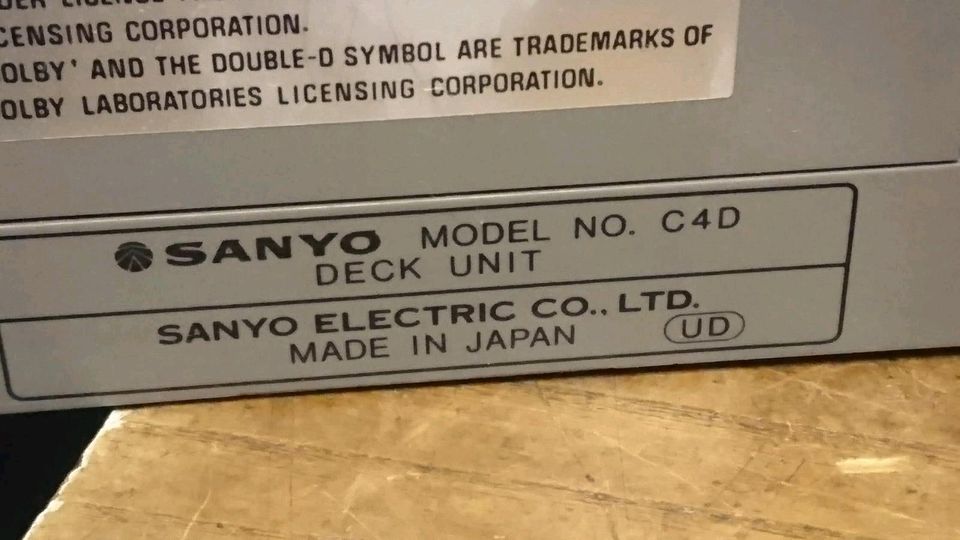 CENSING CORPORATION.
OLBY' AND THE DOUBLE-D SYMBOL ARE TRADEMARKS OF
OLBY LABORATORIES LICENSING CORPORATION.
SANYO MODEL NO. C4D
DECK UNIT
SANYO ELECTRIC CO., LTD.
MADE IN JAPAN UD